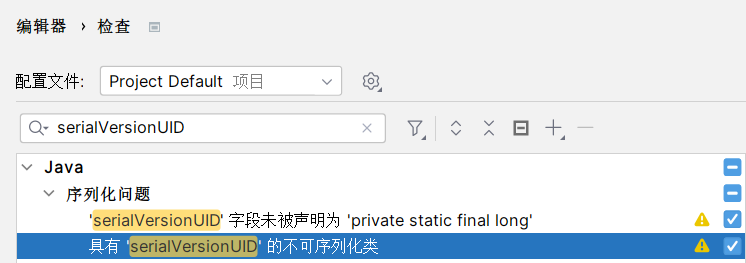 编辑器 › 检查
配置文件: Project Default 项目
serialVersionUID
Java
序列化问题
'serialVersionUID' 字段未被声明为 'private static final long'
具有 'serialVersionUID' 的不可序列化类